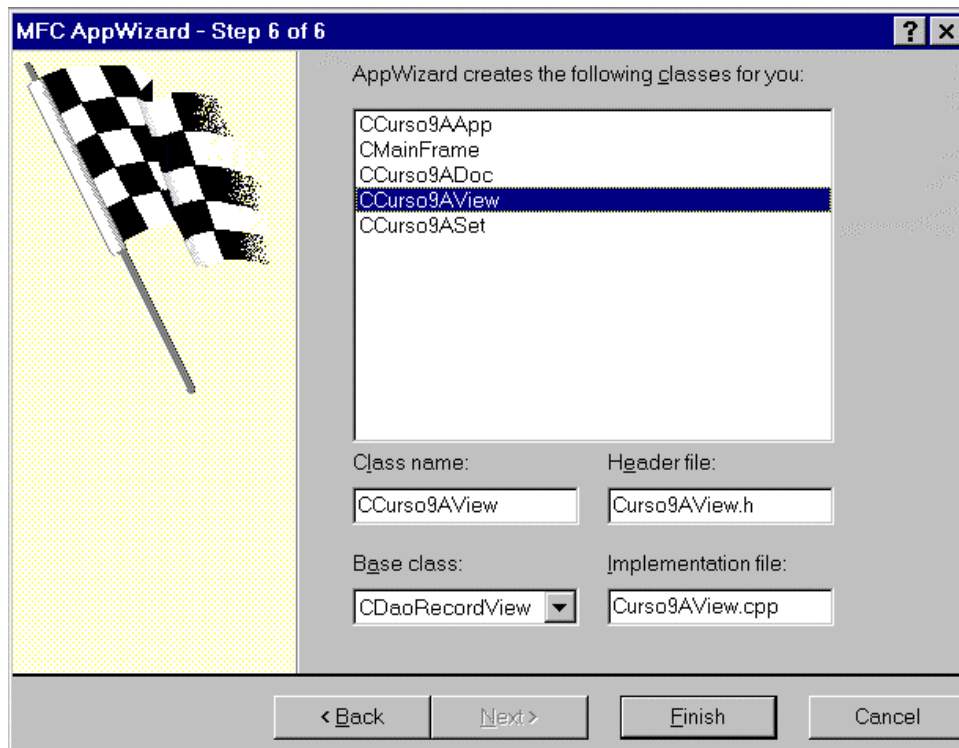 MFC AppWizard - Step 6 of 6
AppWizard creates the following classes for you:
CCurso9AApp
CMainFrame
CCurso9ADoc
CCurso9AView
CCurso9ASet
Class name: Header file:
CCurso9AView Curso9AView.h
Base class: Implementation file:
CDaoRecordView Curso9AView.cpp
< Back Next > Finish Cancel